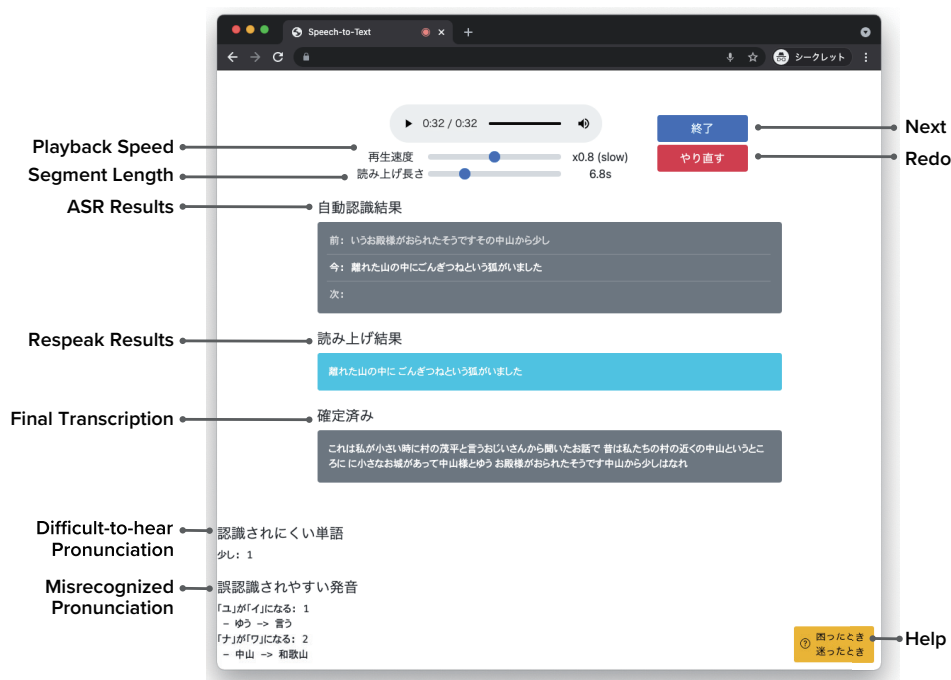 Speech-to-Text
シークレット
0:32 / 0:32
終了
Next
Playback Speed
再生速度
x0.8 (slow)
やり直す
Redo
Segment Length
読み上げ長さ
6.8s
ASR Results
自動認識結果
前: いうお殿様がおられたそうですその中山から少し
今: 離れた山の中にごんぎつねという狐がいました
次:
Respeak Results
読み上げ結果
離れた山の中に ごんぎつねという狐がいました
Final Transcription
確定済み
これは私が小さい時に村の茂平と言うおじいさんから聞いたお話で 昔は私たちの村の近くの中山というとこ
ろに に小さなお城があって中山様とゆう お殿様がおられたそうです中山から少しはなれ
Difficult-to-hear
Pronunciation
認識されにくい単語
少し: 1
Misrecognized
Pronunciation
誤認識されやすい発音
「ユ」が「イ」になる: 1
– ゆう –> 言う
「ナ」が「ワ」になる: 2
– 中山 –> 和歌山
困ったとき
迷ったとき
Help